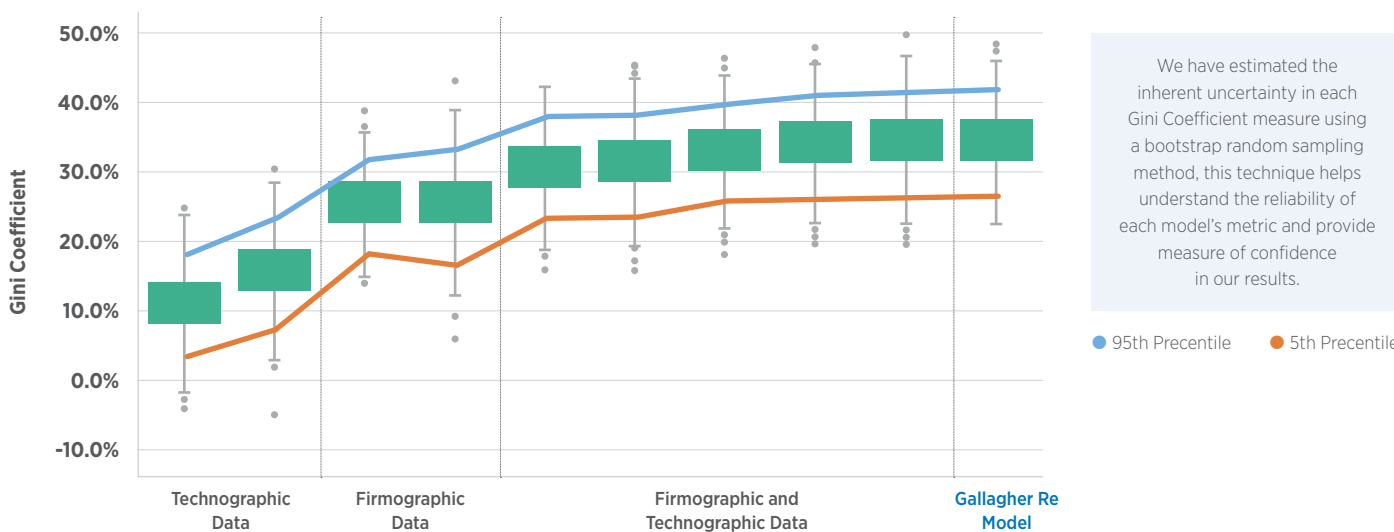 Gini Coefficient
50.0%
40.0%
30.0%
20.0%
10.0%
0.0%
-10.0%
Technographic
Data
Firmographic
Data
Firmographic and
Technographic Data
Gallagher Re
Model
We have estimated the
inherent uncertainty in each
Gini Coefficient measure using
a bootstrap random sampling
method, this technique helps
understand the reliability of
each model's metric and provide
measure of confidence
in our results.
95th Precentile
5th Precentile